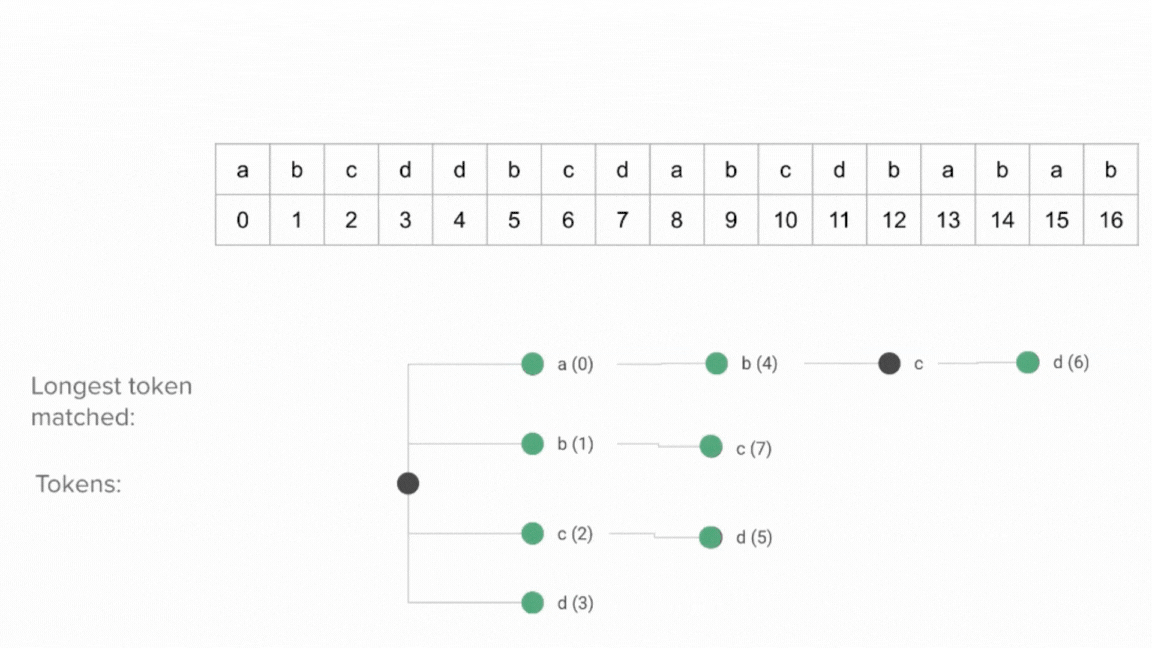 a b c d d b c d a b c d b a b a b
0 1 2 3 4 5 6 7 8 9 10 11 12 13 14 15 16
a (0) b (4) c d (6)
Longest token
matched:
b (1) c (7)
Tokens:
c (2) d (5)
d (3)